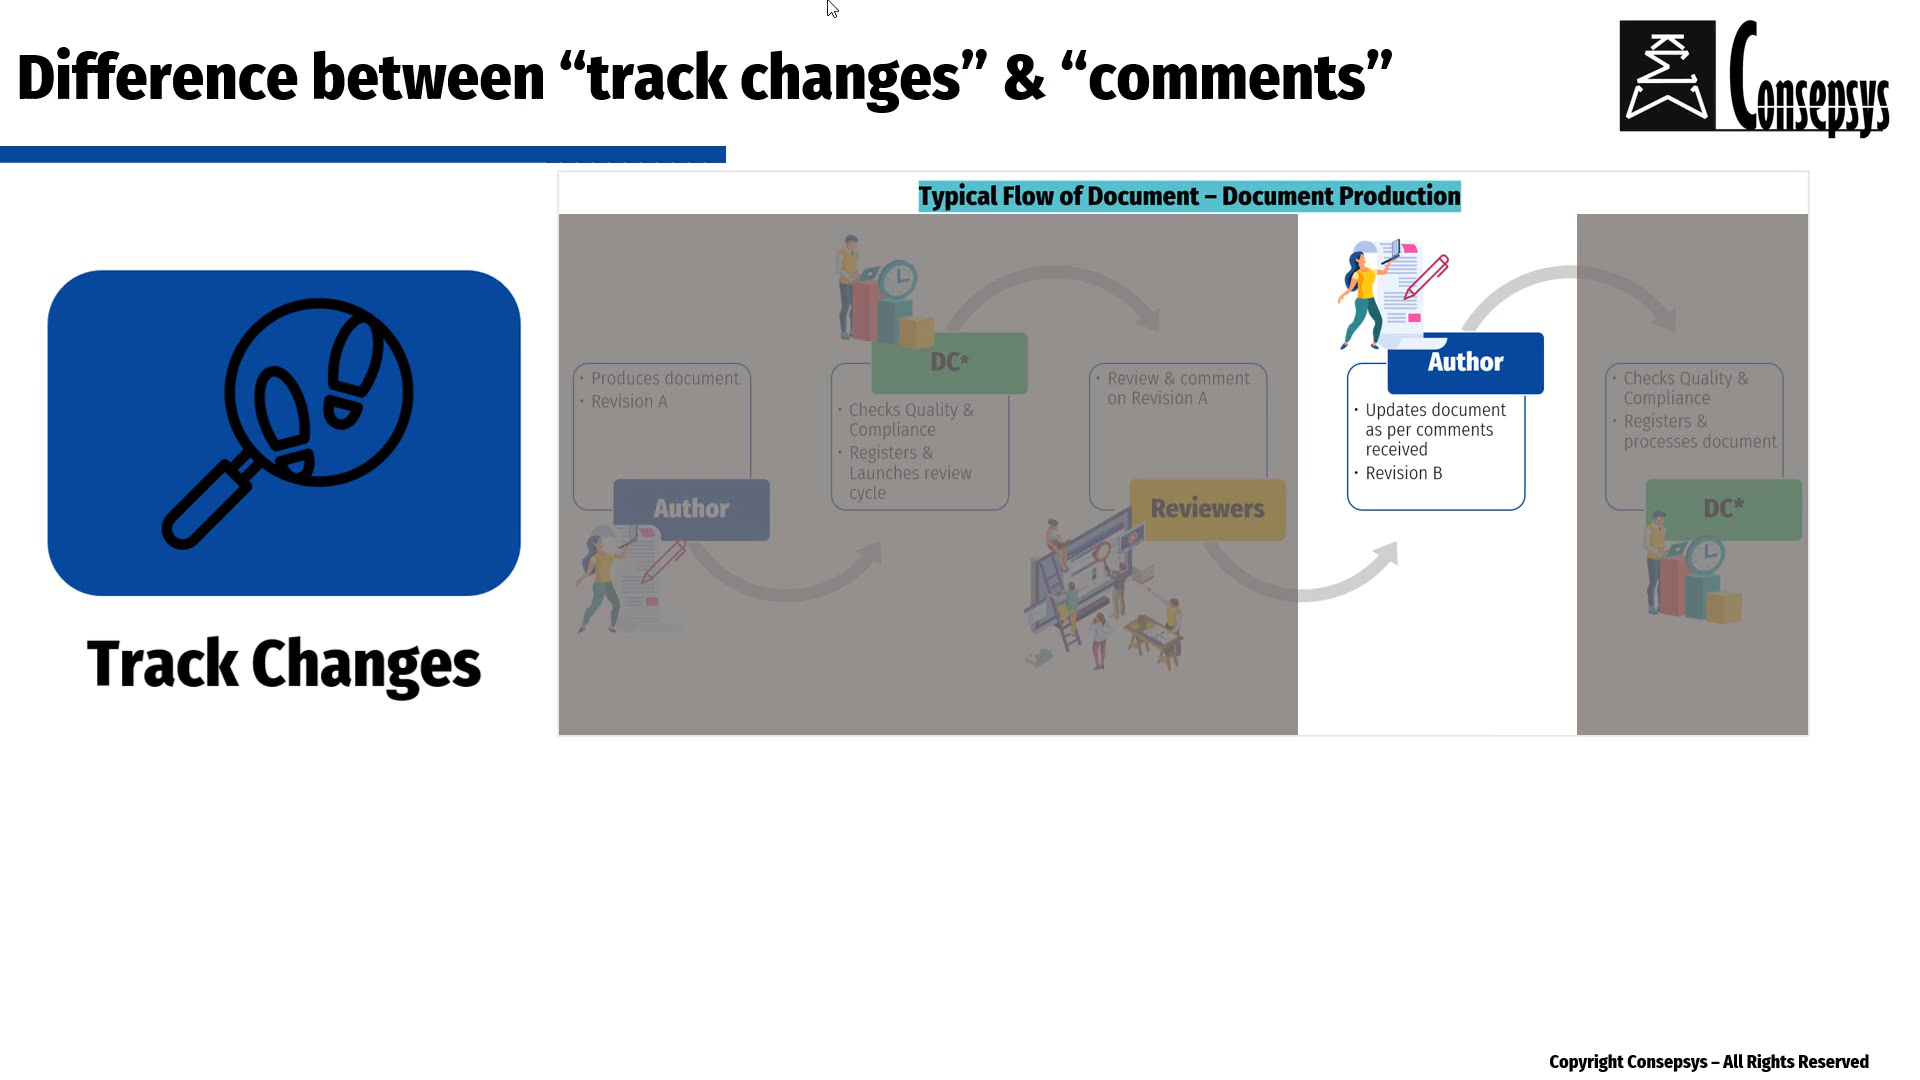 Difference between “track changes” & “comments”
Consepsys
Typical Flow of Document – Document Production
Track Changes
• Produces document
• Revision A
Author
DC*
• Checks Quality &
Compliance
• Registers &
Launches review
cycle
• Review & comment
on Revision A
Reviewers
Author
• Updates document
as per comments
received
• Revision B
• Checks Quality &
Compliance
• Registers &
processes document
DC*
Copyright Consepsys – All Rights Reserved